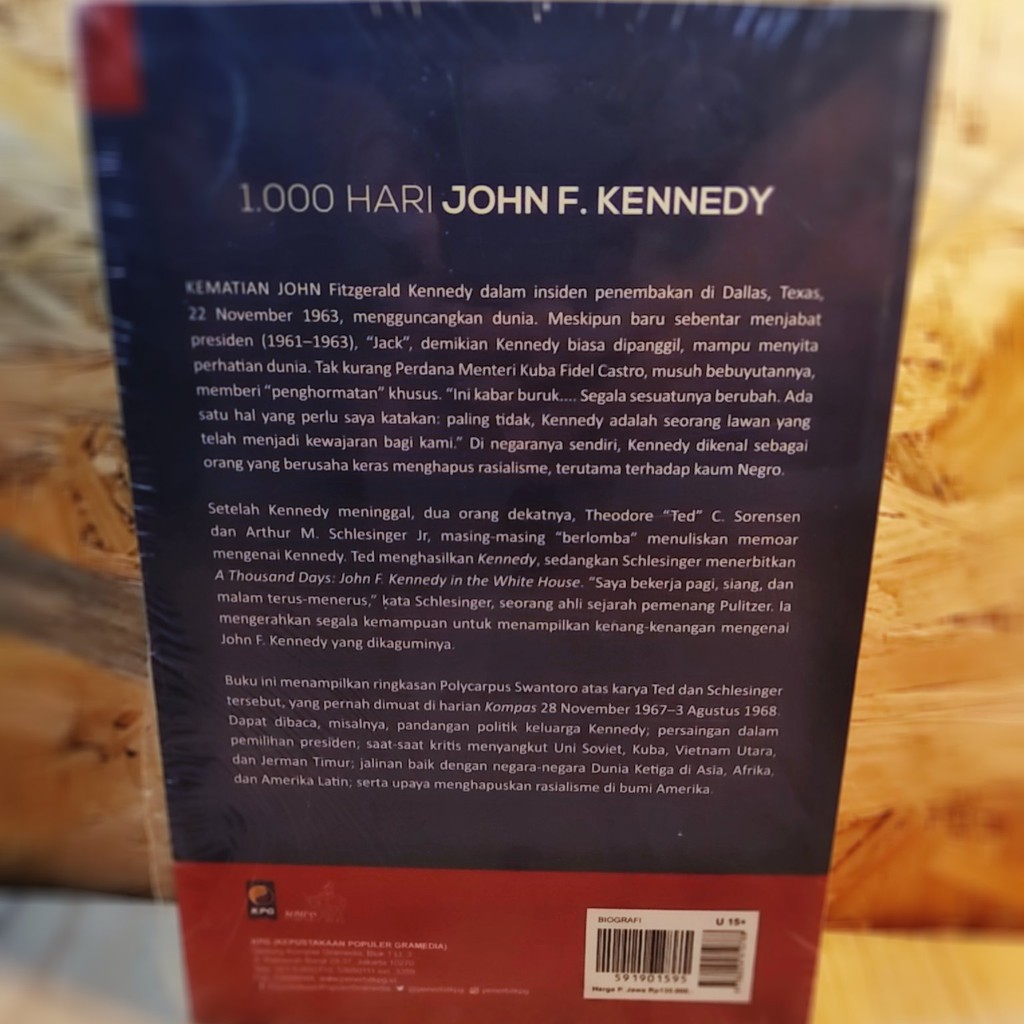 1.000 HARI JOHN F. KENNEDY
KEMATIAN JOHN Fitzgerald Kennedy dalam insiden penembakan di Dallas, Texas,
22 November 1963, mengguncangkan dunia. Meskipun baru sebentar menjabat
presiden (1961–1963), “Jack”, demikian Kennedy biasa dipanggil, mampu menyita
perhatian dunia. Tak kurang Perdana Menteri Kuba Fidel Castro, musuh bebuyutannya,
memberi “penghormatan” khusus. “Ini kabar buruk.... Segala sesuatunya berubah. Ada
satu hal yang perlu saya katakan: paling tidak, Kennedy adalah seorang lawan yang
telah menjadi kewajaran bagi kami.” Di negaranya sendiri, Kennedy dikenal sebagai
orang yang berusaha keras menghapus rasialisme, terutama terhadap kaum Negro.
Setelah Kennedy meninggal, dua orang dekatnya, Theodore “Ted” C. Sorensen
dan Arthur M. Schlesinger Jr, masing-masing “berlomba” menuliskan memoar
mengenai Kennedy. Ted menghasilkan Kennedy, sedangkan Schlesinger menerbitkan
A Thousand Days: John F. Kennedy in the White House. “Saya bekerja pagi, siang, dan
malam terus-menerus,” kata Schlesinger, seorang ahli sejarah pemenang Pulitzer. Ia
mengerahkan segala kemampuan untuk menampilkan kenang-kenangan mengenai
John F. Kennedy yang dikaguminya.
Buku ini menampilkan ringkasan Polycarpus Swantoro atas karya Ted dan Schlesinger
tersebut, yang pernah dimuat di harian Kompas 28 November 1967–3 Agustus 1968.
Dapat dibaca, misalnya, pandangan politik keluarga Kennedy; persaingan dalam
pemilihan presiden; saat-saat kritis menyangkut Uni Soviet, Kuba, Vietnam Utara,
dan Jerman Timur; jalinan baik dengan negara-negara Dunia Ketiga di Asia, Afrika,
dan Amerika Latin; serta upaya menghapuskan rasialisme di bumi Amerika.
KPG
KPG (KEPUSTAKAAN POPULER GRAMEDIA)
BIOGRAFI U 15+
591901595
Harga P. Jawa Rp135.000,-